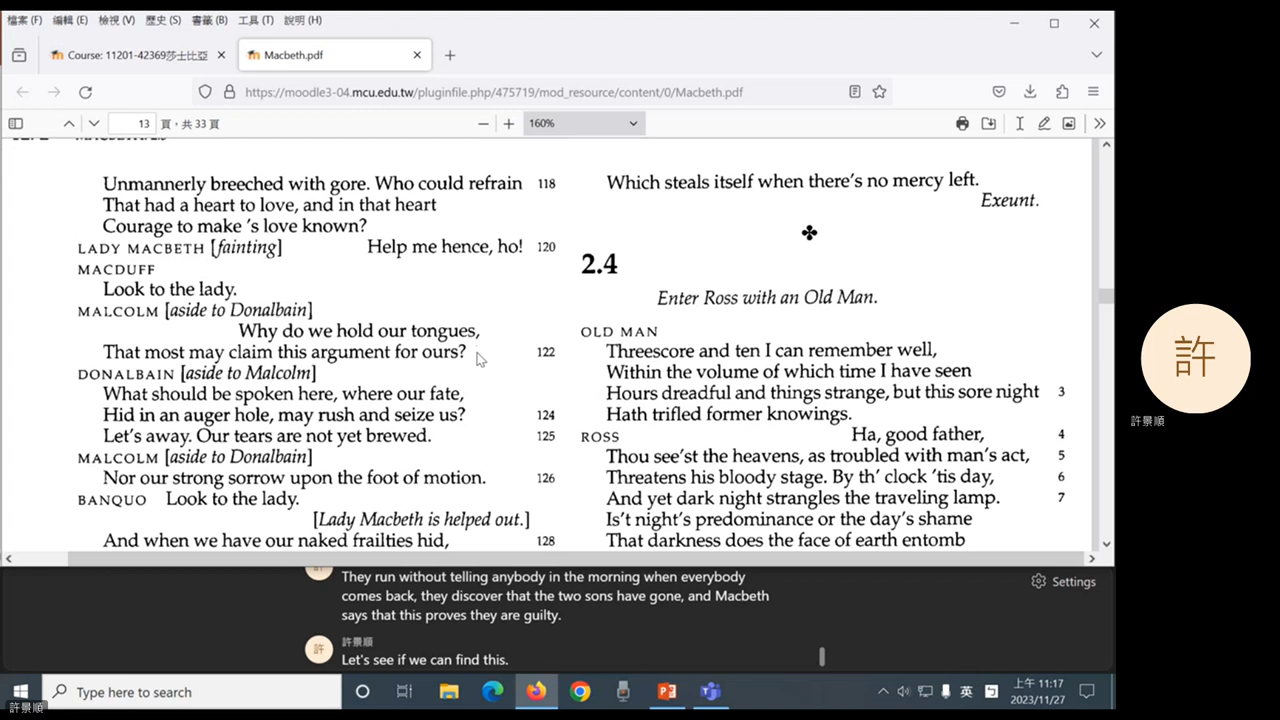 檔案 (F) 編輯 (E) 檢視 (V) 歷史 (S) 書籤 (B) 工具 (T) 說明 (H)
Course: 11201-42369莎士比亞
Macbeth.pdf
https://moodle3-04.mcu.edu.tw/pluginfile.php/475719/mod_resource/content/0/Macbeth.pdf
13 頁，共 33 頁
160%
Unmannerly breeched with gore. Who could refrain 118
That had a heart to love, and in that heart
Courage to make 's love known?
LADY MACBETH [fainting] Help me hence, ho! 120
MACDUFF
Look to the lady.
MALCOLM [aside to Donalbain]
Why do we hold our tongues,
That most may claim this argument for ours? 122
DONALBAIN [aside to Malcolm]
What should be spoken here, where our fate,
Hid in an auger hole, may rush and seize us? 124
Let's away. Our tears are not yet brewed. 125
MALCOLM [aside to Donalbain]
Nor our strong sorrow upon the foot of motion. 126
BANQUO Look to the lady.
[Lady Macbeth is helped out.]
And when we have our naked frailties hid, 128
Which steals itself when there's no mercy left.
Exeunt.
2.4
Enter Ross with an Old Man.
OLD MAN
Threescore and ten I can remember well,
Within the volume of which time I have seen
Hours dreadful and things strange, but this sore night 3
Hath trifled former knowings.
ROSS Ha, good father, 4
Thou see'st the heavens, as troubled with man's act, 5
Threatens his bloody stage. By th' clock 'tis day, 6
And yet dark night strangles the traveling lamp. 7
Is't night's predominance or the day's shame
That darkness does the face of earth entomb
They run without telling anybody in the morning when everybody
comes back, they discover that the two sons have gone, and Macbeth
says that this proves they are guilty.
許 許景順
Let's see if we can find this.
Settings
許
許景順
Type here to search
英
上午 11:17
2023/11/27
許景順